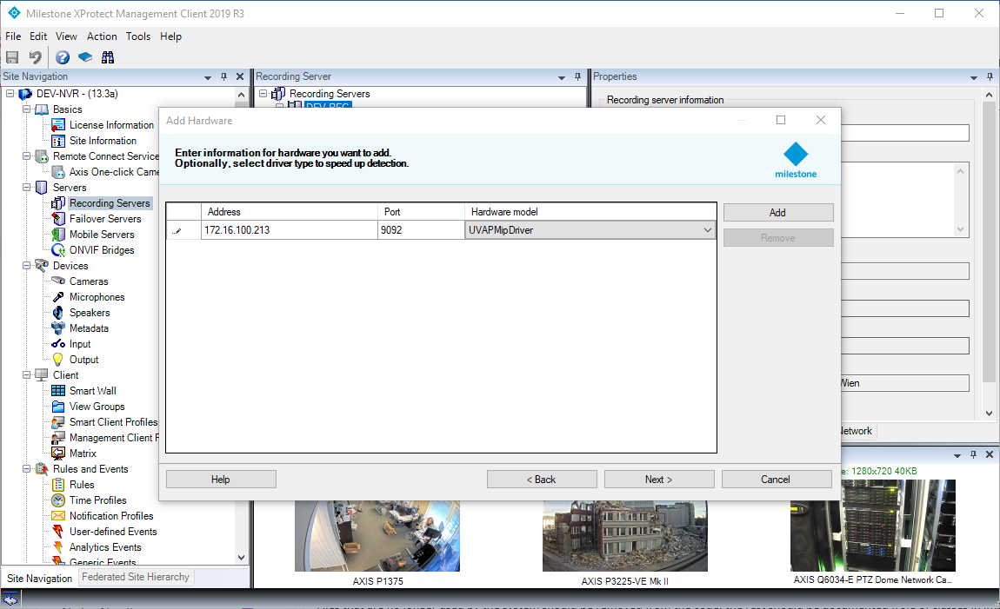 Milestone XProtect Management Client 2019 R3
File Edit View Action Tools Help
Site Navigation
DEV-NVR - (13.3a)
Basics
License Information
Site Information
Remote Connect Service
Axis One-click Came
Servers
Recording Servers
Failover Servers
Mobile Servers
ONVIF Bridges
Devices
Cameras
Microphones
Speakers
Metadata
Input
Output
Client
Smart Wall
View Groups
Smart Client Profiles
Management Client P
Matrix
Rules and Events
Rules
Time Profiles
Notification Profiles
User-defined Events
Analytics Events
Generic Events
Site Navigation Federated Site Hierarchy
Recording Server
Recording Servers
DEV-REC
Properties
Recording server information
Wien
Network
Add Hardware
Enter information for hardware you want to add.
Optionally, select driver type to speed up detection.
milestone
Address Port Hardware model
172.16.100.213 9092 UVAPMipDriver
Add
Remove
Help < Back Next > Cancel
e: 1280x720 40KB
AXIS P1375
AXIS P3225-VE Mk II
AXIS Q6034-E PTZ Dome Network Ca...